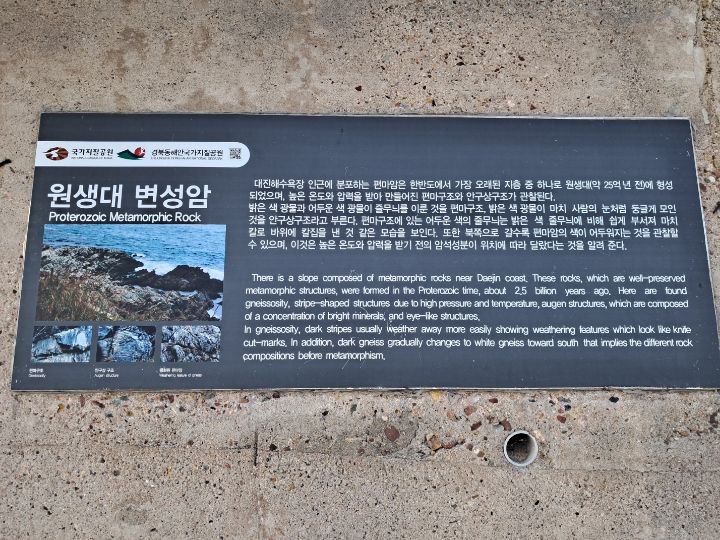 국가지질공원
경북동해안국가지질공원
원생대 변성암
Proterozoic Metamorphic Rock
대진해수욕장 인근에 분포하는 편마암은 한반도에서 가장 오래된 지층 중 하나로 원생대(약 25억 년 전)에 형성
되었으며, 높은 온도와 압력을 받아 만들어진 편마구조와 안구상구조가 관찰된다.
밝은 색 광물과 어두운 색 광물이 줄무늬를 이룬 것을 편마구조, 밝은 색 광물이 마치 사람의 눈처럼 둥글게 모인
것을 안구상구조라고 부른다. 편마구조에 있는 어두운 색의 줄무늬는 밝은 색 줄무늬에 비해 쉽게 부서져 마치
칼로 바위에 칼집을 낸 것 같은 모습을 보인다. 또한 북쪽으로 갈수록 편마암의 색이 어두워지는 것을 관찰할
수 있으며, 이것은 높은 온도와 압력을 받기 전의 암석성분이 위치에 따라 달랐다는 것을 알려 준다.
There is a slope composed of metamorphic rocks near Daejin coast. These rocks, which are well-preserved
metamorphic structures, were formed in the Proterozoic time, about 2.5 billion years ago. Here are found
gneissosity, stripe-shaped structures due to high pressure and temperature, augen structures, which are composed
of a concentration of bright minerals, and eye-like structures.
In gneissosity, dark stripes usually weather away more easily showing weathering features which look like knife
cut-marks. In addition, dark gneiss gradually changes to white gneiss toward south that implies the different rock
compositions before metamorphism.
편마구조
Gneissosity
안구상 구조
Augen structure
Weathering feature of gneiss